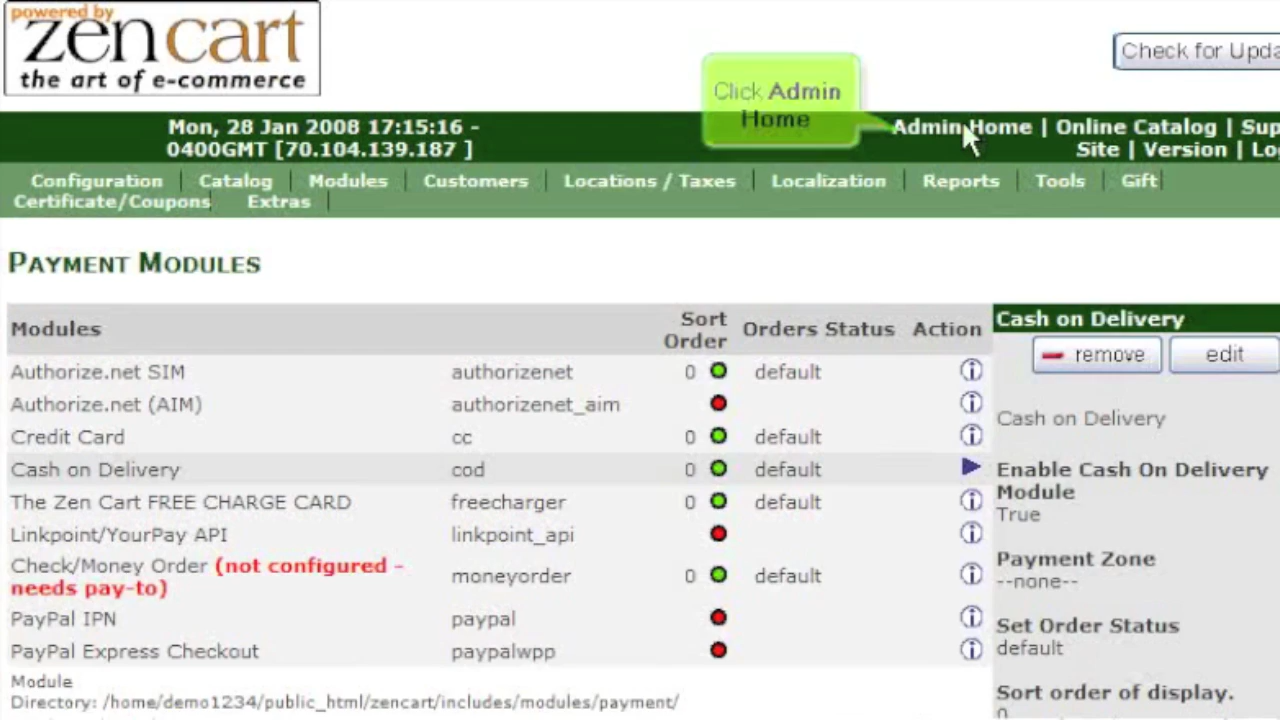 powered by
zen cart
the art of e-commerce
Check for
Click Admin
Home
Mon, 28 Jan 2008 17:15:16 -
0400GMT [70.104.139.187 ]
Admin Home | Online Catalog |
Site | Version |
Configuration | Catalog | Modules | Customers | Locations / Taxes | Localization | Reports | Tools | Gift
Certificate/Coupons | Extras |
PAYMENT MODULES
Modules Sort Order Orders Status Action
Authorize.net SIM authorizenet 0 default
Authorize.net (AIM) authorizenet_aim
Credit Card cc 0 default
Cash on Delivery cod 0 default
The Zen Cart FREE CHARGE CARD freecharger 0 default
Linkpoint/YourPay API linkpoint_api
Check/Money Order (not configured -
needs pay-to) moneyorder 0 default
PayPal IPN paypal
PayPal Express Checkout paypalwpp
Module
Directory: /home/demo1234/public_html/zencart/includes/modules/payment/
Cash on Delivery
remove edit
Cash on Delivery
Enable Cash On Delivery
Module
True
Payment Zone
--none--
Set Order Status
default
Sort order of display.
0